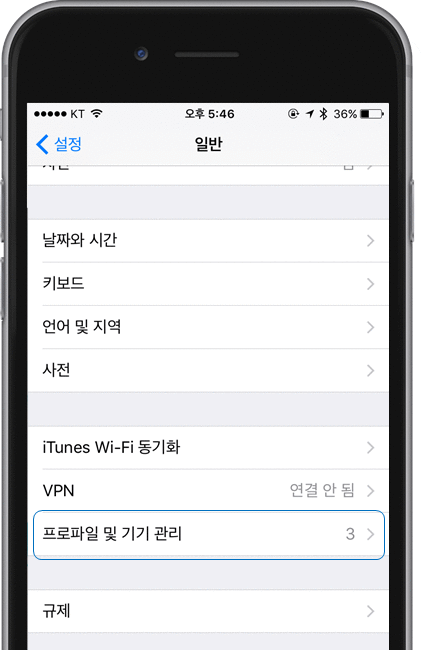 KT 오후 5:46 36%
설정 일반
날짜와 시간
키보드
언어 및 지역
사전
iTunes Wi-Fi 동기화
VPN 연결 안 됨
프로파일 및 기기 관리 3
규제